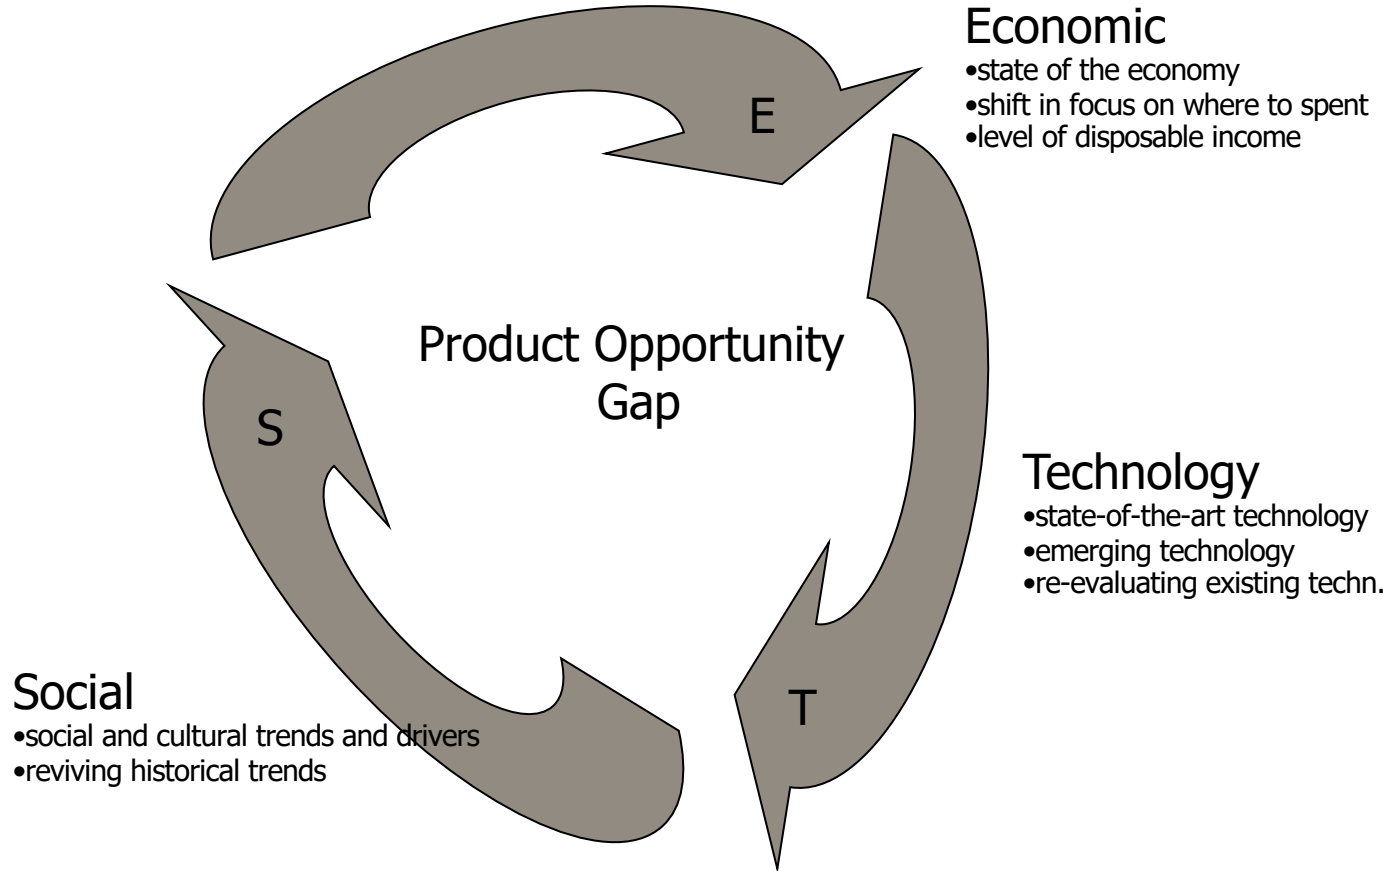 Economic
•state of the economy
•shift in focus on where to spent
•level of disposable income
E
Product Opportunity
Gap
S
Technology
•state-of-the-art technology
•emerging technology
•re-evaluating existing techn.
T
Social
•social and cultural trends and drivers
•reviving historical trends